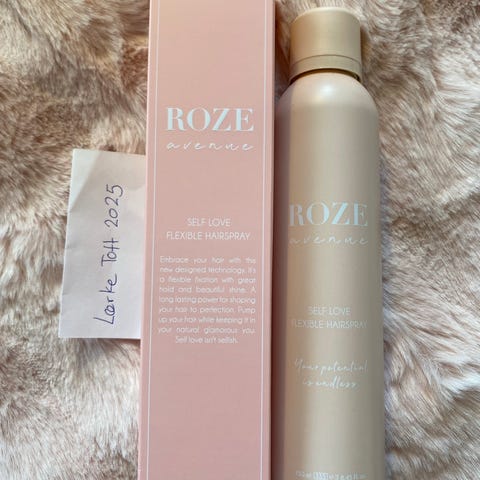 Lærke Toft 2025
ROZE
avenue
SELF LOVE
FLEXIBLE HAIRSPRAY
Embrace your hair with this
new designed technology. It's
a flexible fixation with great
hold and beautiful shine. A
long lasting power for shaping
your hair to perfection. Pump
up your hair while keeping it in
your natural glamorous you.
Self love isn't selfish.
ROZE
avenue
SELF LOVE
FLEXIBLE HAIRSPRAY
Your potential
is endless